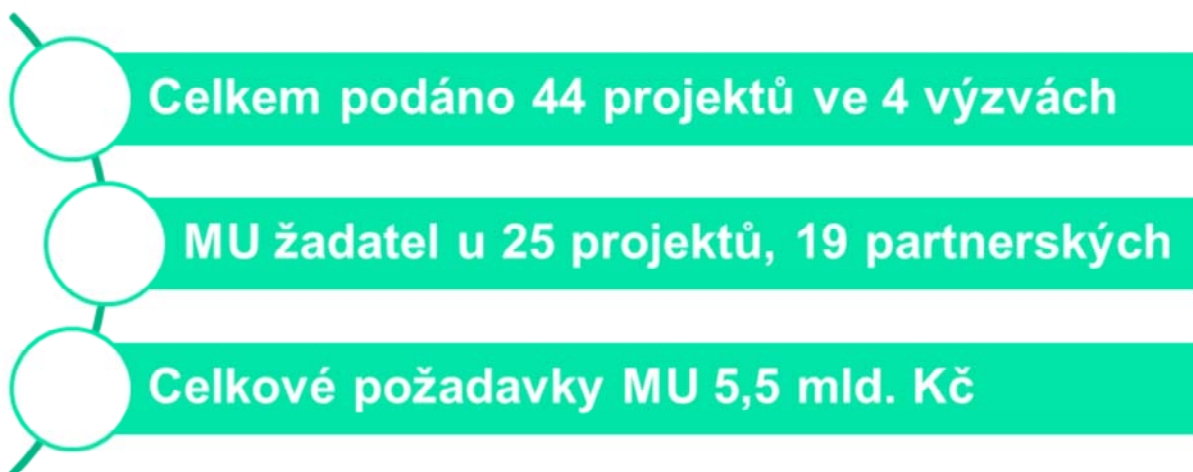 Celkem podáno 44 projektů ve 4 výzvách
MU žadatel u 25 projektů, 19 partnerských
Celkové požadavky MU 5,5 mld. Kč